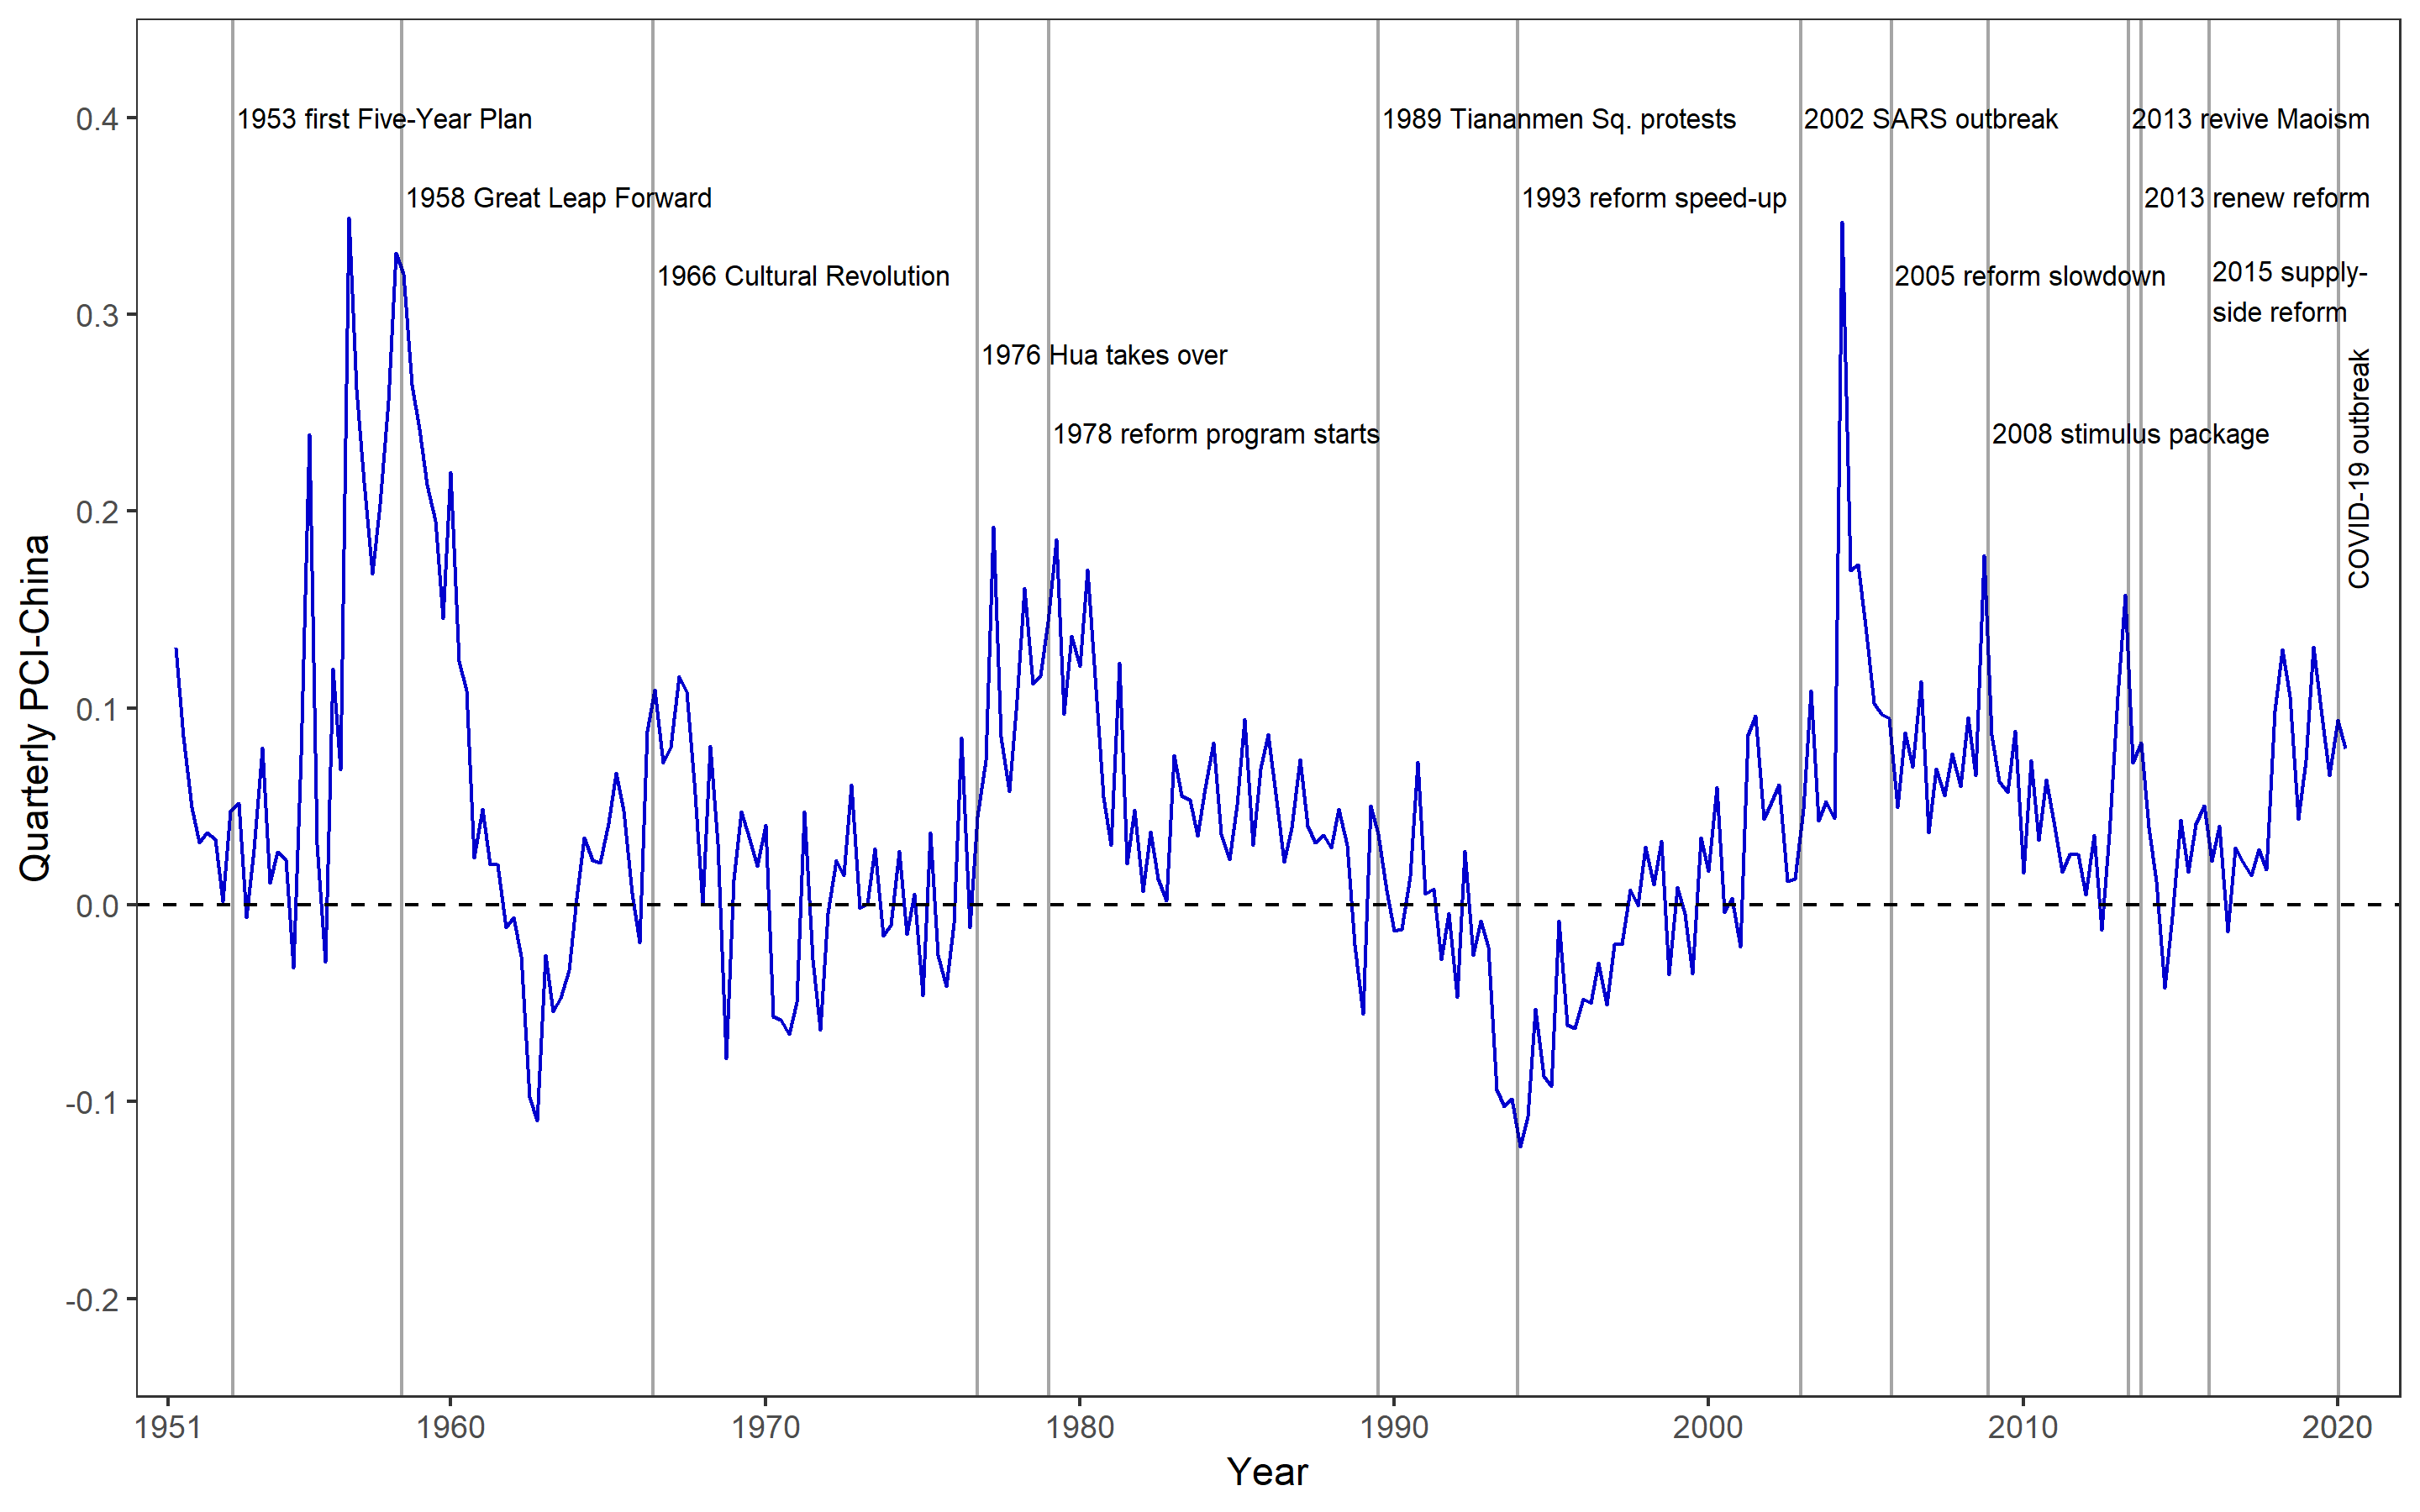 1953 first Five-Year Plan
1989 Tiananmen Sq. protests
2002 SARS outbreak
2013 revive Maoism
1958 Great Leap Forward
1993 reform speed-up
2013 renew reform
1966 Cultural Revolution
2005 reform slowdown
2015 supply-
side reform
1976 Hua takes over
1978 reform program starts
2008 stimulus package
COVID-19 outbreak
Quarterly PCI-China
0.4
0.3
0.2
0.1
0.0
-0.1
-0.2
1951
1960
1970
1980
1990
2000
2010
2020
Year